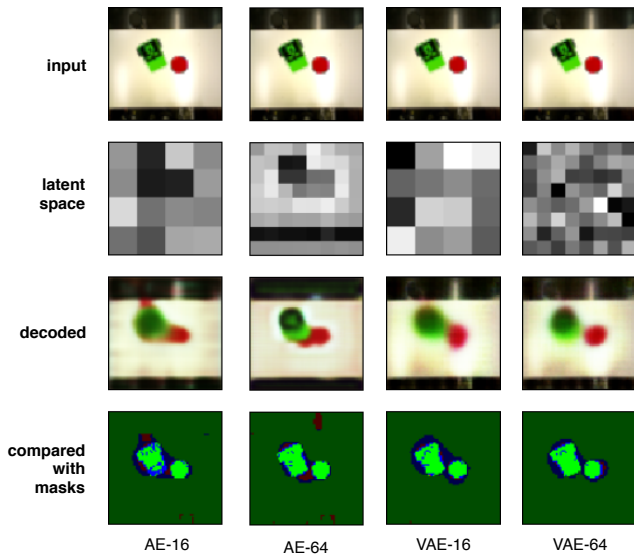 input
latent
space
decoded
compared
with
masks
AE-16
AE-64
VAE-16
VAE-64